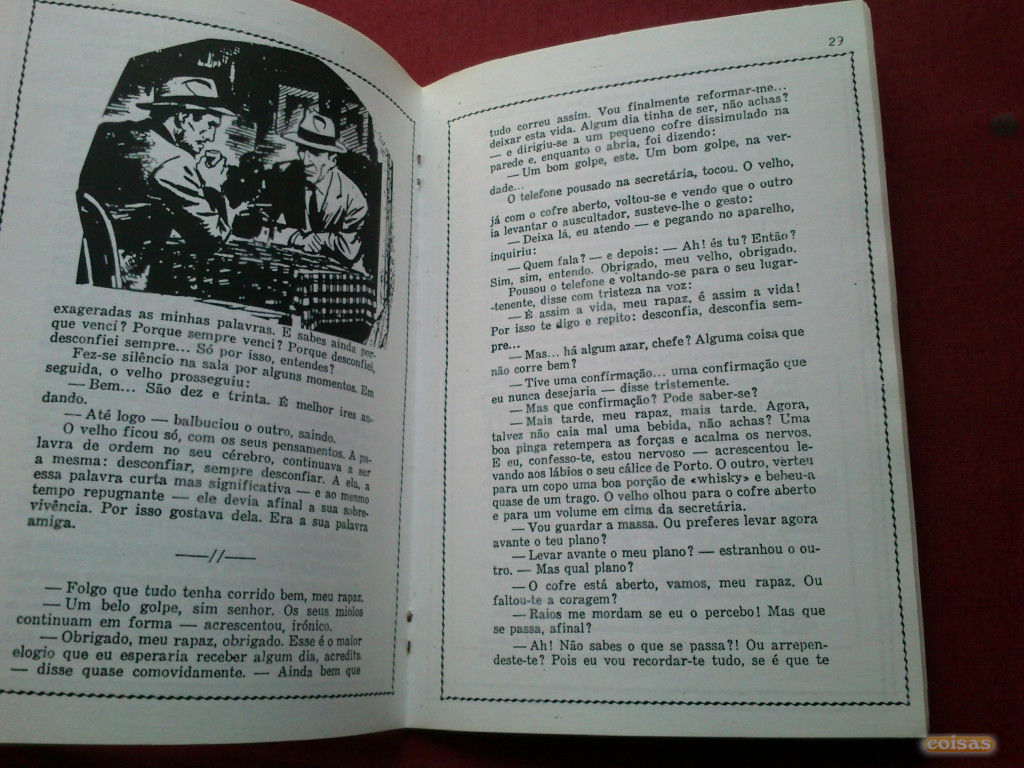 exageradas as minhas palavras. E sabes ainda por-
que venci? Porque sempre venci? Porque desconfiei,
desconfiei sempre... Só por isso, entendes?
Fez-se silêncio na sala por alguns momentos. Em
seguida, o velho prosseguiu:
— Bem... São dez e trinta. É melhor ires an-
dando.
— Até logo — balbuciou o outro, saindo.
O velho ficou só, com os seus pensamentos. A pa-
lavra de ordem no seu cérebro, continuava a ser
a mesma: desconfiar, sempre desconfiar. A ela, a
essa palavra curta mas significativa — e ao mesmo
tempo repugnante — ele devia afinal a sua sobre-
vivência. Por isso gostava dela. Era a sua palavra
amiga.
——//——
— Folgo que tudo tenha corrido bem, meu rapaz.
— Um belo golpe, sim senhor. Os seus miolos
continuam em forma — acrescentou, irónico.
— Obrigado, meu rapaz, obrigado. Esse é o maior
elogio que eu esperaria receber algum dia, acredita
— disse quase comovidamente. — Ainda bem que
27
tudo correu assim. Vou finalmente reformar-me...
deixar esta vida. Algum dia tinha de ser, não achas?
— e dirigiu-se a um pequeno cofre dissimulado na
parede e, enquanto o abria, foi dizendo:
— Um bom golpe, este. Um bom golpe, na ver-
dade...
O telefone pousado na secretária, tocou. O velho,
já com o cofre aberto, voltou-se e vendo que o outro
ia levantar o auscultador, susteve-lhe o gesto:
— Deixa lá, eu atendo — e pegando no aparelho,
inquiriu:
— Quem fala? — e depois: — Ah! és tu? Então?
Sim, sim, entendo. Obrigado, meu velho, obrigado.
Pousou o telefone e voltando-se para o seu lugar-
-tenente, disse com tristeza na voz:
— É assim a vida, meu rapaz, é assim a vida!
Por isso te digo e repito: desconfia, desconfia sem-
pre...
— Mas... há algum azar, chefe? Alguma coisa que
não corre bem?
— Tive uma confirmação... uma confirmação que
eu nunca desejaria — disse tristemente.
— Mas que confirmação? Pode saber-se?
— Mais tarde, meu rapaz, mais tarde. Agora,
talvez não caia mal uma bebida, não achas? Uma
boa pinga retempera as forças e acalma os nervos.
E eu, confesso-te, estou nervoso — acrescentou le-
vando aos lábios o seu cálice de Porto. O outro, verteu
para um copo uma boa porção de «whisky» e bebeu-a
quase de um trago. O velho olhou para o cofre aberto
e para um volume em cima da secretária.
— Vou guardar a massa. Ou preferes levar agora
avante o teu plano?
— Levar avante o meu plano? — estranhou o ou-
tro. — Mas qual plano?
— O cofre está aberto, vamos, meu rapaz. Ou
faltou-te a coragem?
— Raios me mordam se eu o percebo! Mas que
se passa, afinal?
— Ah! Não sabes o que se passa?! Ou arrepen-
deste-te? Pois eu vou recordar-te tudo, se é que te
coisas